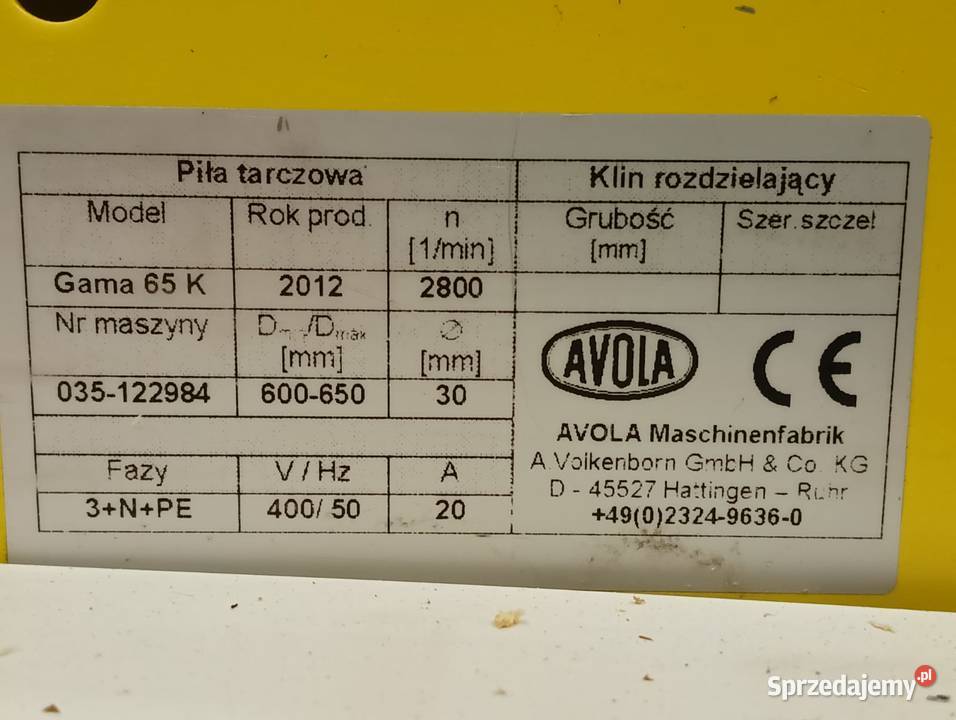 Piła tarczowa
Klin rozdzielający
Model
Rok prod.
n
[1/min]
Grubość
[mm]
Szer.szczel
Gama 65 K
2012
2800
Nr maszyny
D /Dmax
[mm]
∅
[mm]
035-122984
600-650
30
AVOLA
CE
AVOLA Maschinenfabrik
A.Volkenborn GmbH & Co. KG
D - 45527 Hattingen – Ruhr
+49(0)2324-9636-0
Fazy
V / Hz
A
3+N+PE
400/ 50
20
Sprzedajemy.pl